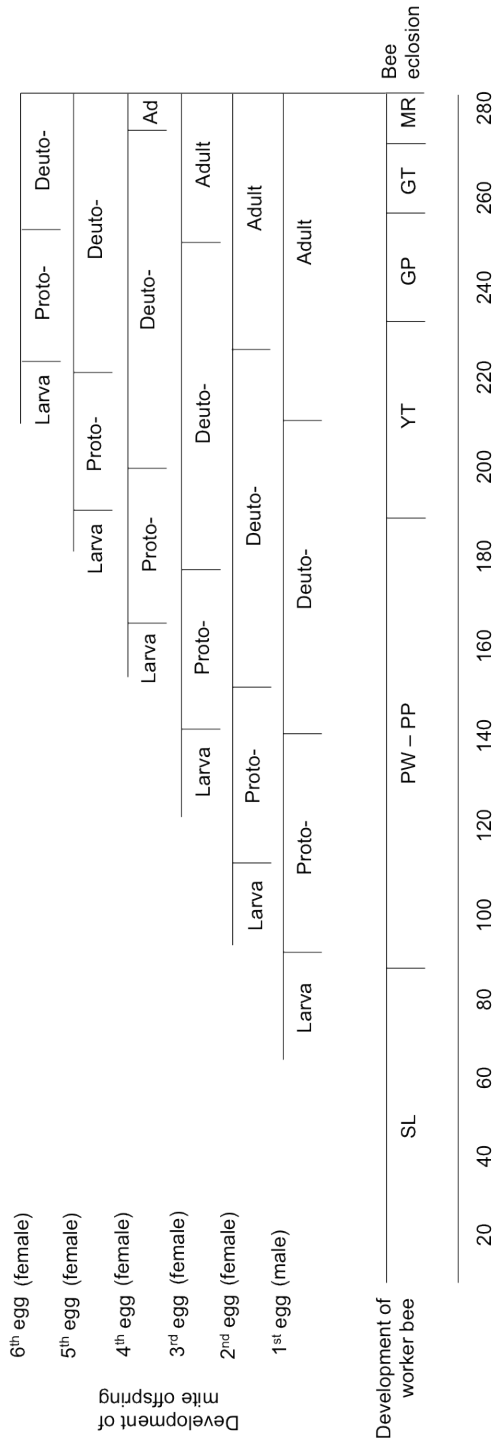 Development of
mite offspring
6th egg (female)
Larva Proto- Deuto-
5th egg (female)
Larva Proto- Deuto-
4th egg (female)
Larva Proto- Deuto- Ad
3rd egg (female)
Larva Proto- Deuto- Adult
2nd egg (female)
Larva Proto- Deuto- Adult
1st egg (male)
Larva Proto- Deuto- Adult
Development of
worker bee
SL PW – PP YT GP GT MR
Bee
eclosion
20 40 60 80 100 120 140 160 180 200 220 240 260 280